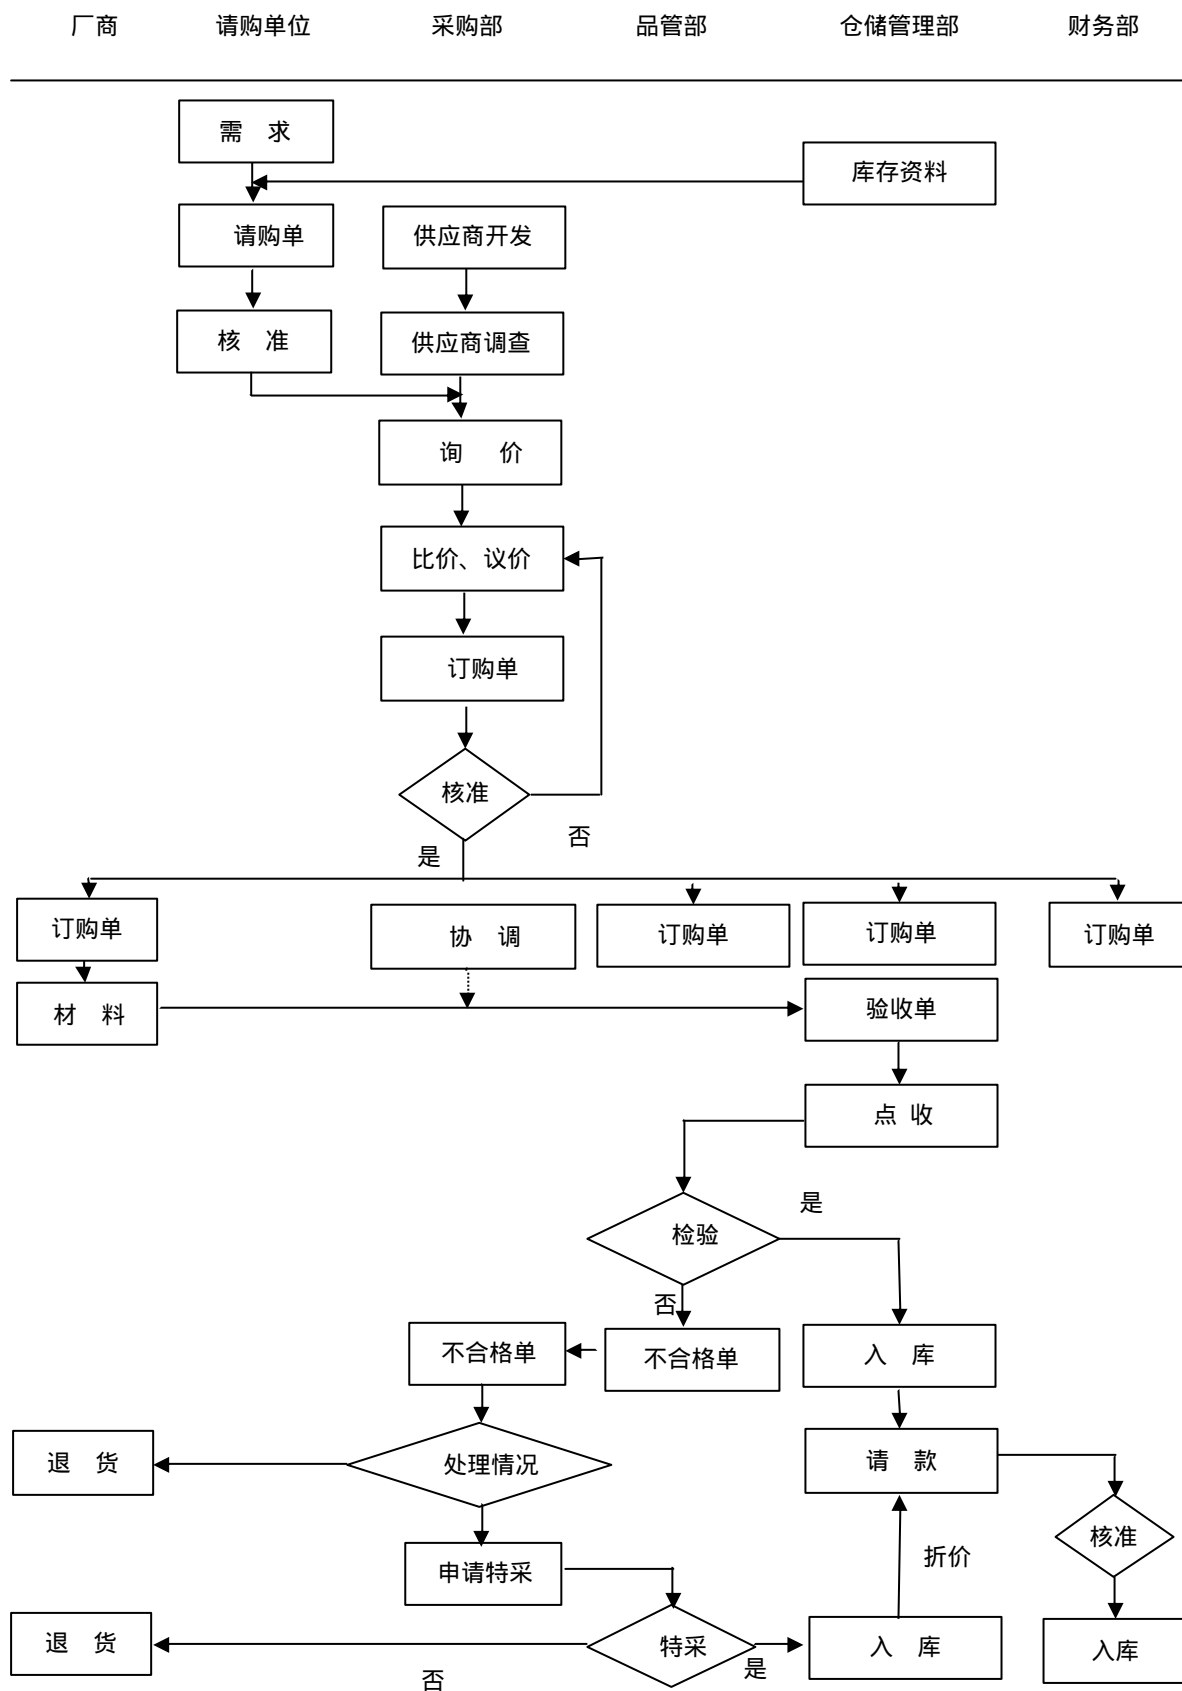 厂商 请购单位 采购部 品管部 仓储管理部 财务部
需 求
库存资料
请购单 供应商开发
核 准 供应商调查
询 价
比价、议价
订购单
核准
否
是
订购单 协 调 订购单 订购单 订购单
材 料 验收单
点 收
是
检验
否
不合格单 不合格单 入 库
退 货 处理情况 请 款
核准
折价
申请特采
退 货 特采 入 库 入库
否 是